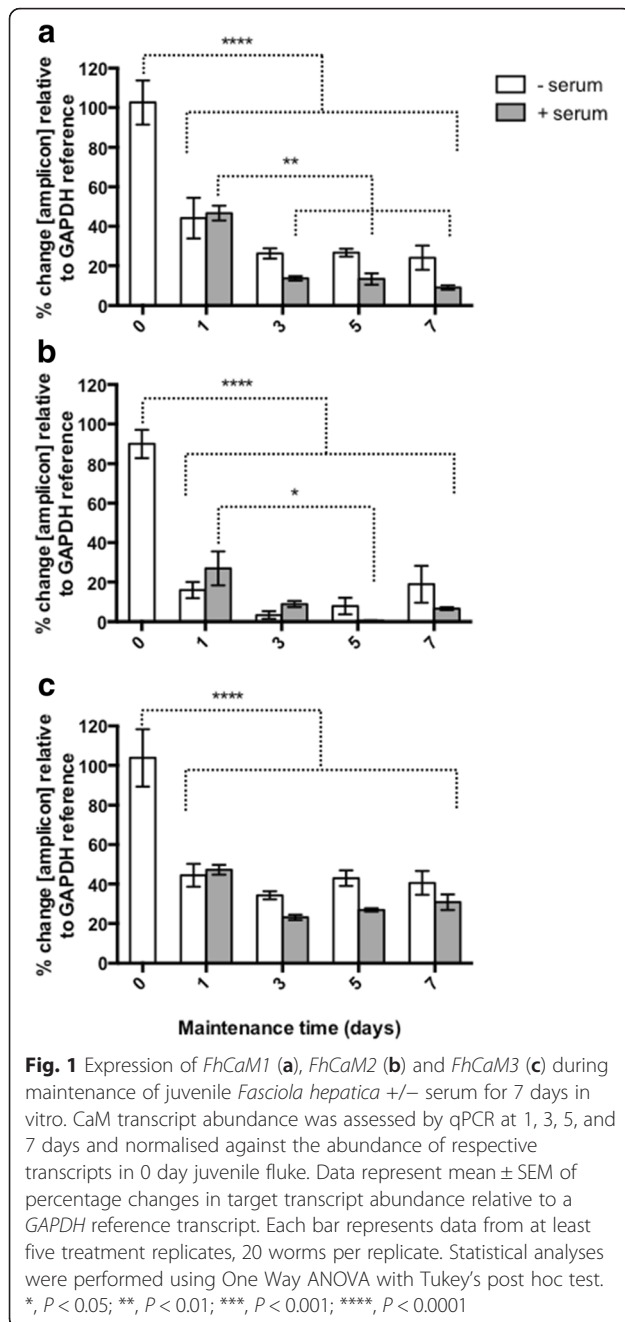 a
****
- serum
+ serum
**
% change [amplicon] relative
to GAPDH reference
120
100
80
60
40
20
0
0 1 3 5 7
b
****
*
% change [amplicon] relative
to GAPDH reference
120
100
80
60
40
20
0
0 1 3 5 7
c
****
% change [amplicon] relative
to GAPDH reference
120
100
80
60
40
20
0
0 1 3 5 7
Maintenance time (days)
Fig. 1 Expression of FhCaM1 (a), FhCaM2 (b) and FhCaM3 (c) during
maintenance of juvenile Fasciola hepatica +/− serum for 7 days in
vitro. CaM transcript abundance was assessed by qPCR at 1, 3, 5, and
7 days and normalised against the abundance of respective
transcripts in 0 day juvenile fluke. Data represent mean ± SEM of
percentage changes in target transcript abundance relative to a
GAPDH reference transcript. Each bar represents data from at least
five treatment replicates, 20 worms per replicate. Statistical analyses
were performed using One Way ANOVA with Tukey's post hoc test.
*, P < 0.05; **, P < 0.01; ***, P < 0.001; ****, P < 0.0001